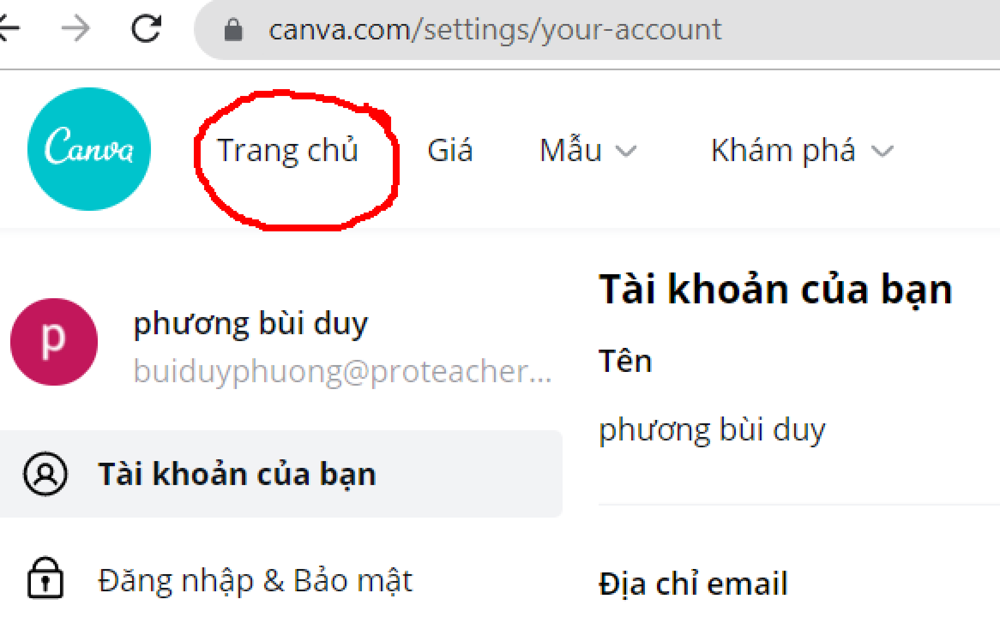 canva.com/settings/your-account
Canva Trang chủ Giá Mẫu Khám phá
phương bùi duy
buiduyphuong@proteacher...
Tài khoản của bạn
Đăng nhập & Bảo mật
Tài khoản của bạn
Tên
phương bùi duy
Địa chỉ email